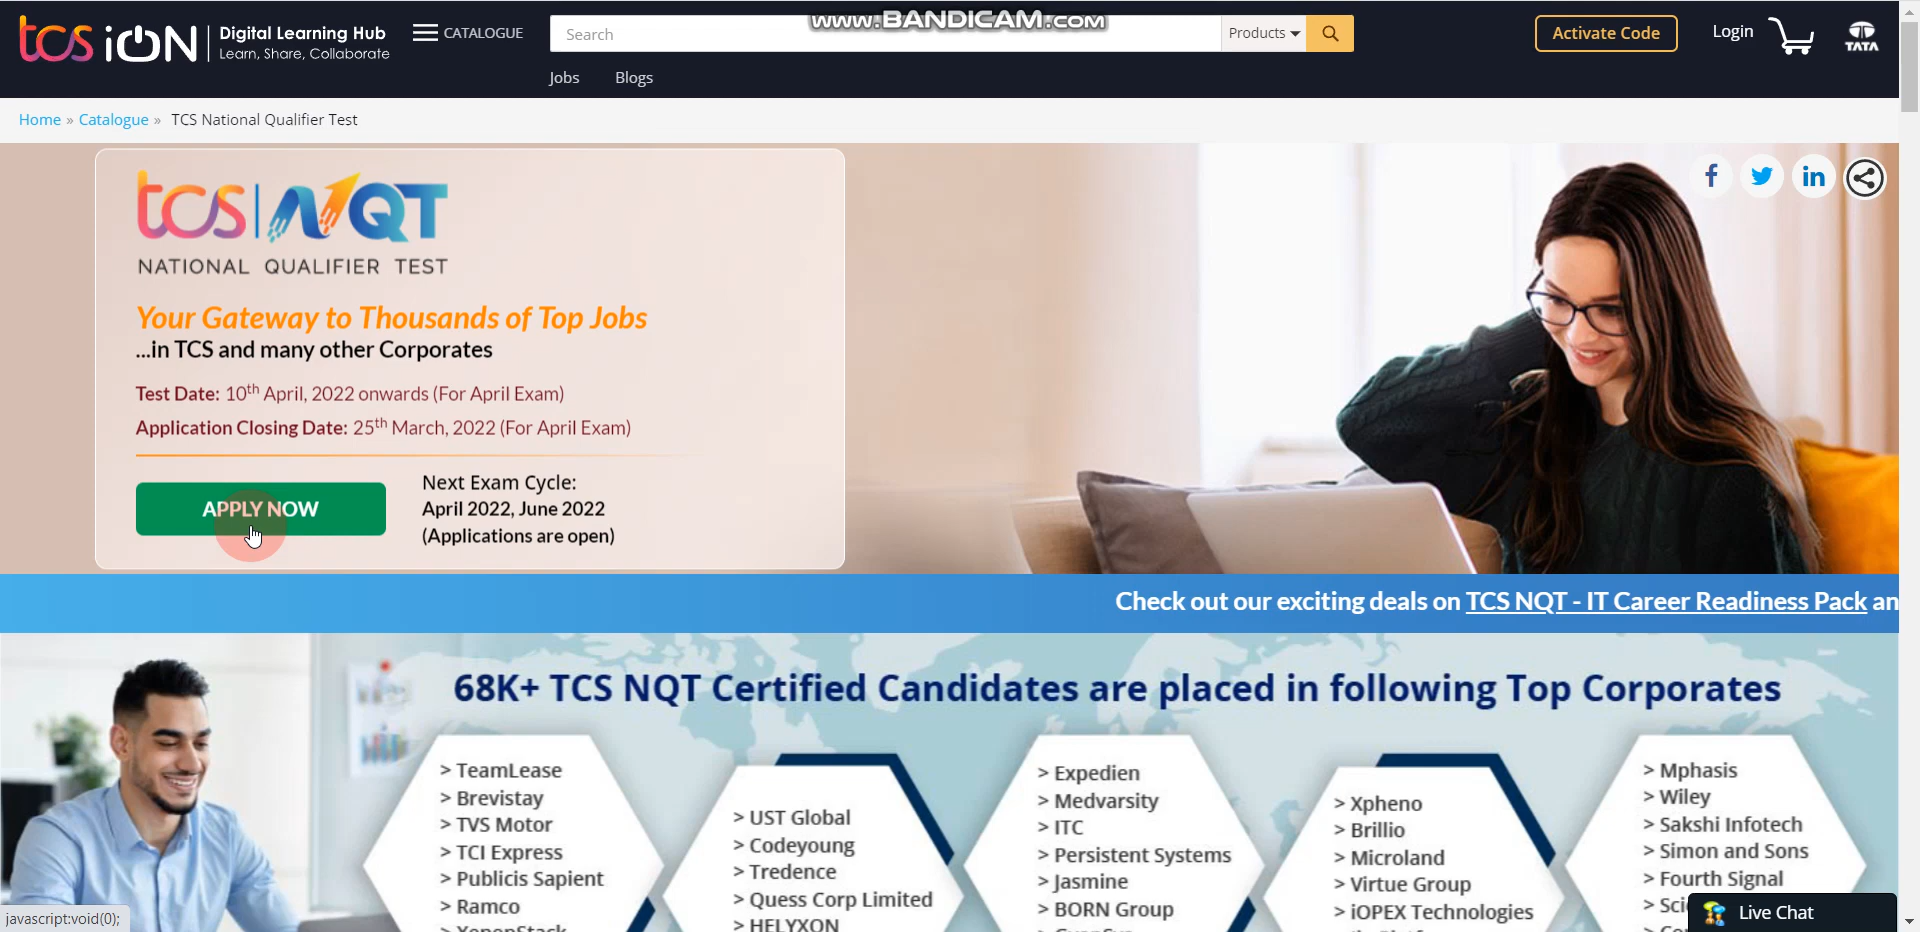 www.BANDICAM.com
tcs iON
Digital Learning Hub
Learn, Share, Collaborate
CATALOGUE
Search
Products
Activate Code
Login
TATA
Jobs
Blogs
Home » Catalogue » TCS National Qualifier Test
tcs | NQT
NATIONAL QUALIFIER TEST
Your Gateway to Thousands of Top Jobs
...in TCS and many other Corporates
Test Date: 10th April, 2022 onwards (For April Exam)
Application Closing Date: 25th March, 2022 (For April Exam)
APPLY NOW
Next Exam Cycle:
April 2022, June 2022
(Applications are open)
f
in
Check out our exciting deals on TCS NQT - IT Career Readiness Pack an
68K+ TCS NQT Certified Candidates are placed in following Top Corporates
> TeamLease
> Brevistay
> TVS Motor
> TCI Express
> Publicis Sapient
> Ramco
> UST Global
> Codeyoung
> Tredence
> Quess Corp Limited
> HELYXON
> Expedien
> Medvarsity
> ITC
> Persistent Systems
> Jasmine
> BORN Group
> Xpheno
> Brillio
> Microland
> Virtue Group
> iOPEX Technologies
> Mphasis
> Wiley
> Sakshi Infotech
> Simon and Sons
> Fourth Signal
> Sci
Live Chat
javascript:void(0);